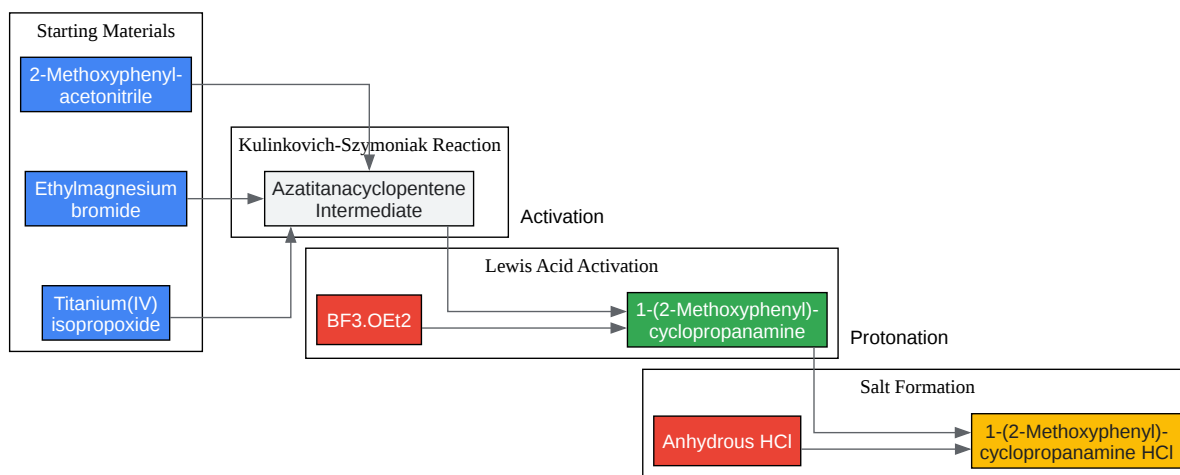 Starting Materials
2-Methoxyphenyl-
acetonitrile
Kulinkovich-Szymoniak Reaction
Ethylmagnesium
bromide
Azatitanacyclopentene
Intermediate
Activation
Lewis Acid Activation
Titanium(IV)
isopropoxide
BF3.OEt2
1-(2-Methoxyphenyl)-
cyclopropanamine
Protonation
Salt Formation
Anhydrous HCl
1-(2-Methoxyphenyl)-
cyclopropanamine HCl